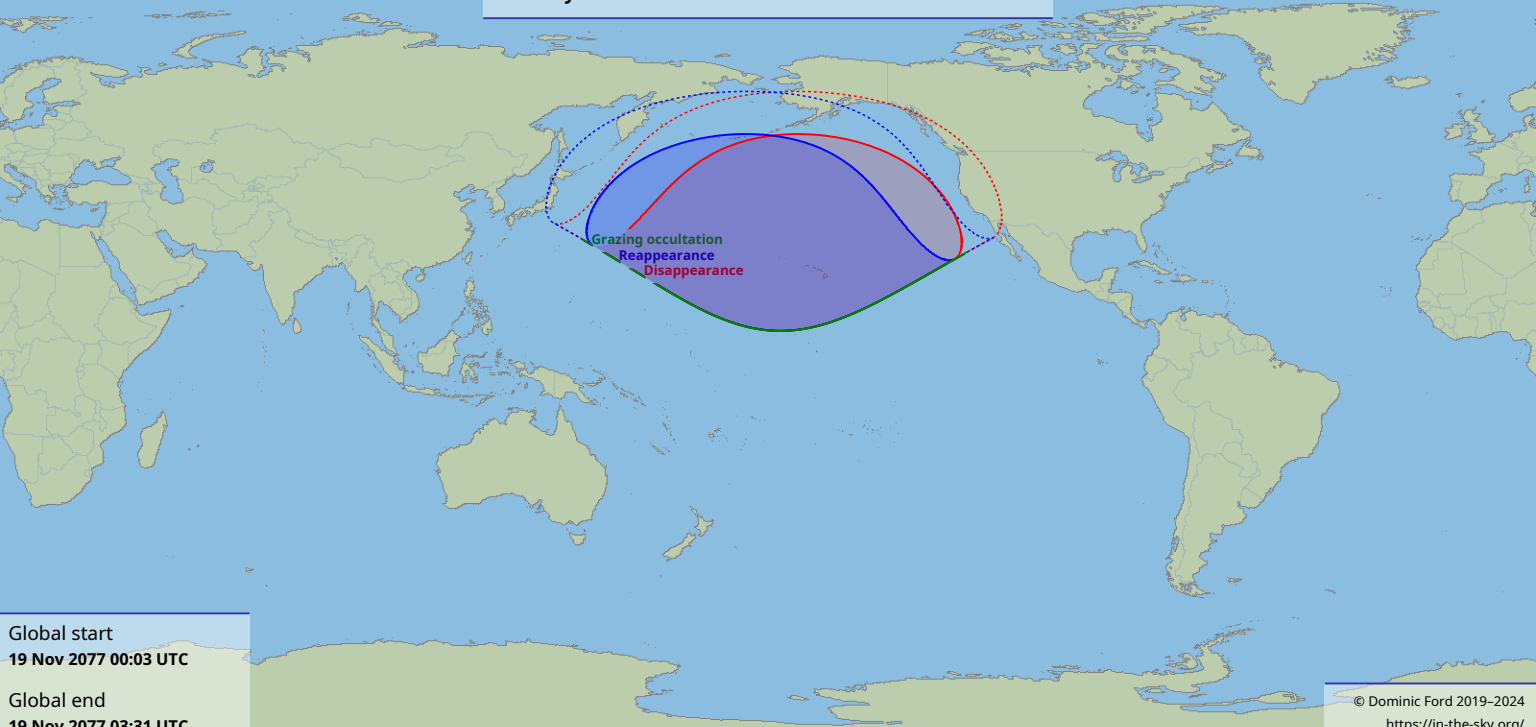 Grazing occultation
Reappearance
Disappearance
Global start
19 Nov 2077 00:03 UTC
Global end
19 Nov 2077 03:31 UTC
© Dominic Ford 2019–2024
https://in-the-sky.org/